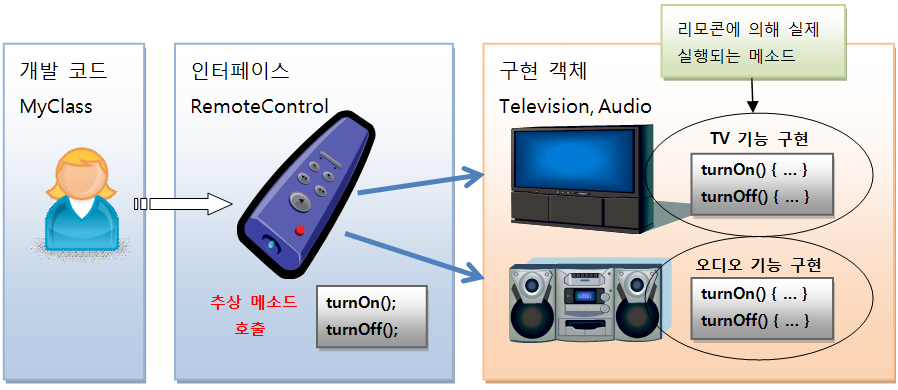 개발 코드
MyClass
인터페이스
RemoteControl
추상 메소드
호출
turnOn();
turnOff();
구현 객체
Television, Audio
리모콘에 의해 실제
실행되는 메소드
TV 기능 구현
turnOn() { ... }
turnOff() { ... }
오디오 기능 구현
turnOn() { ... }
turnOff() { ... }